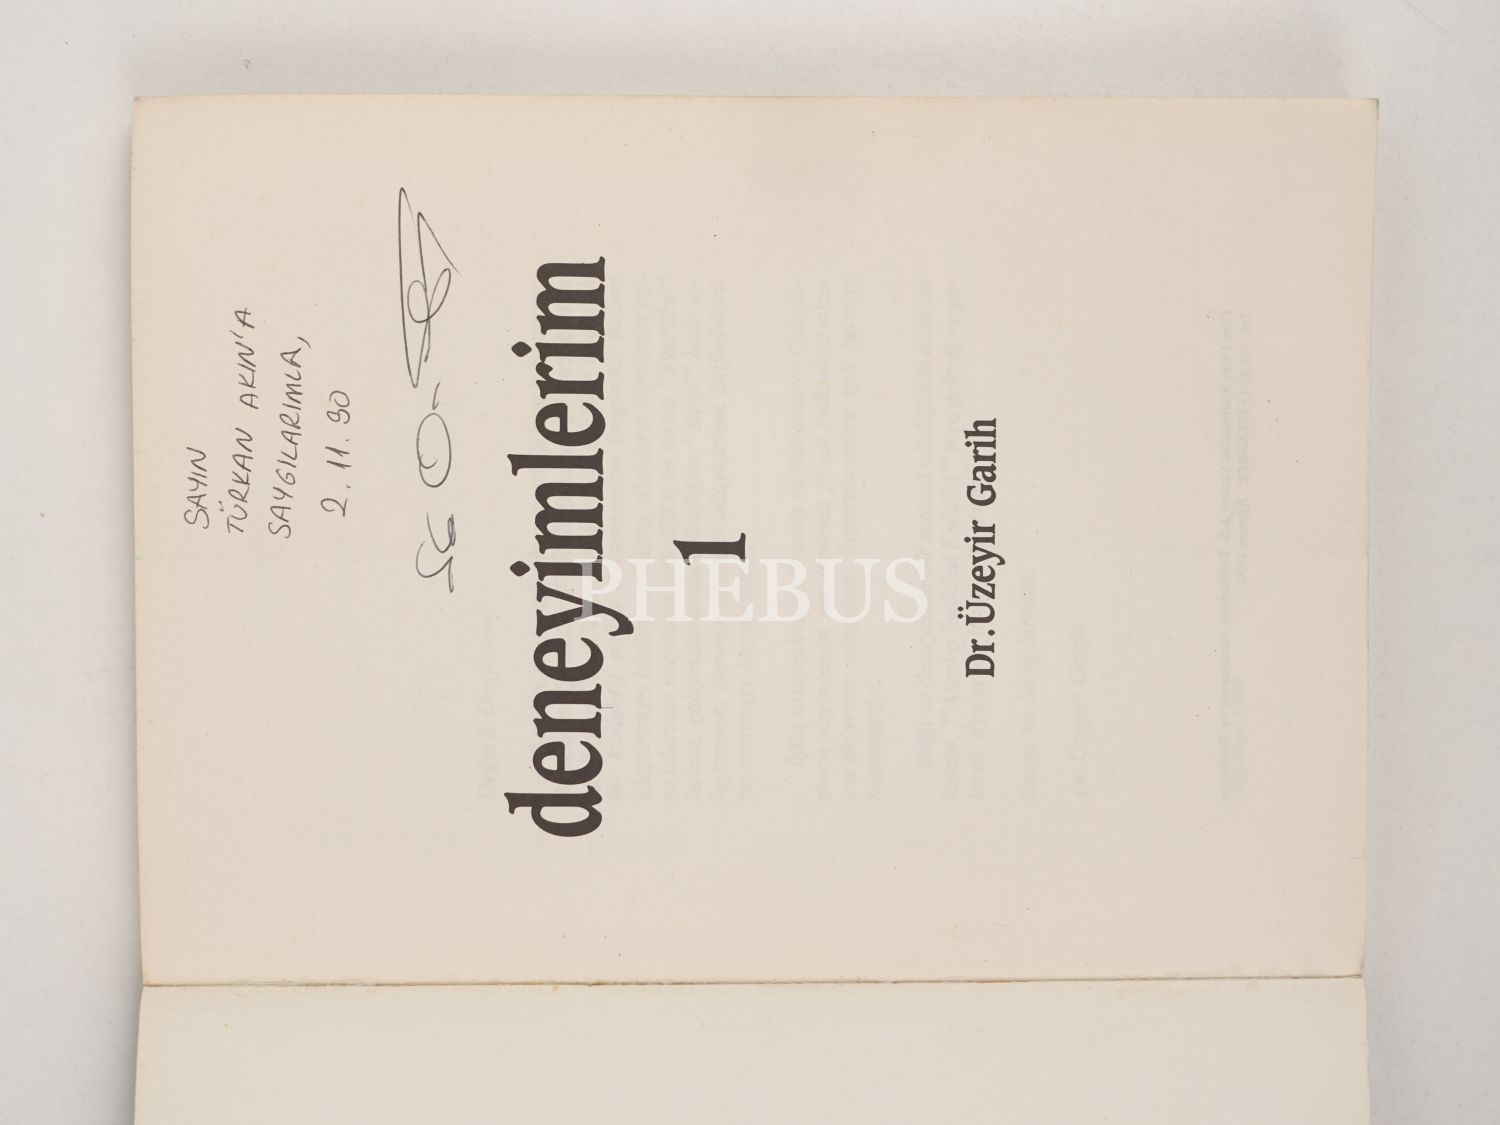 SAYIN
TÜRKAN AKIN'A
SAYGILARIMLA,
2.11.90
deneyimlerim
1
Dr.Üzeyir Garih
PHEBUS